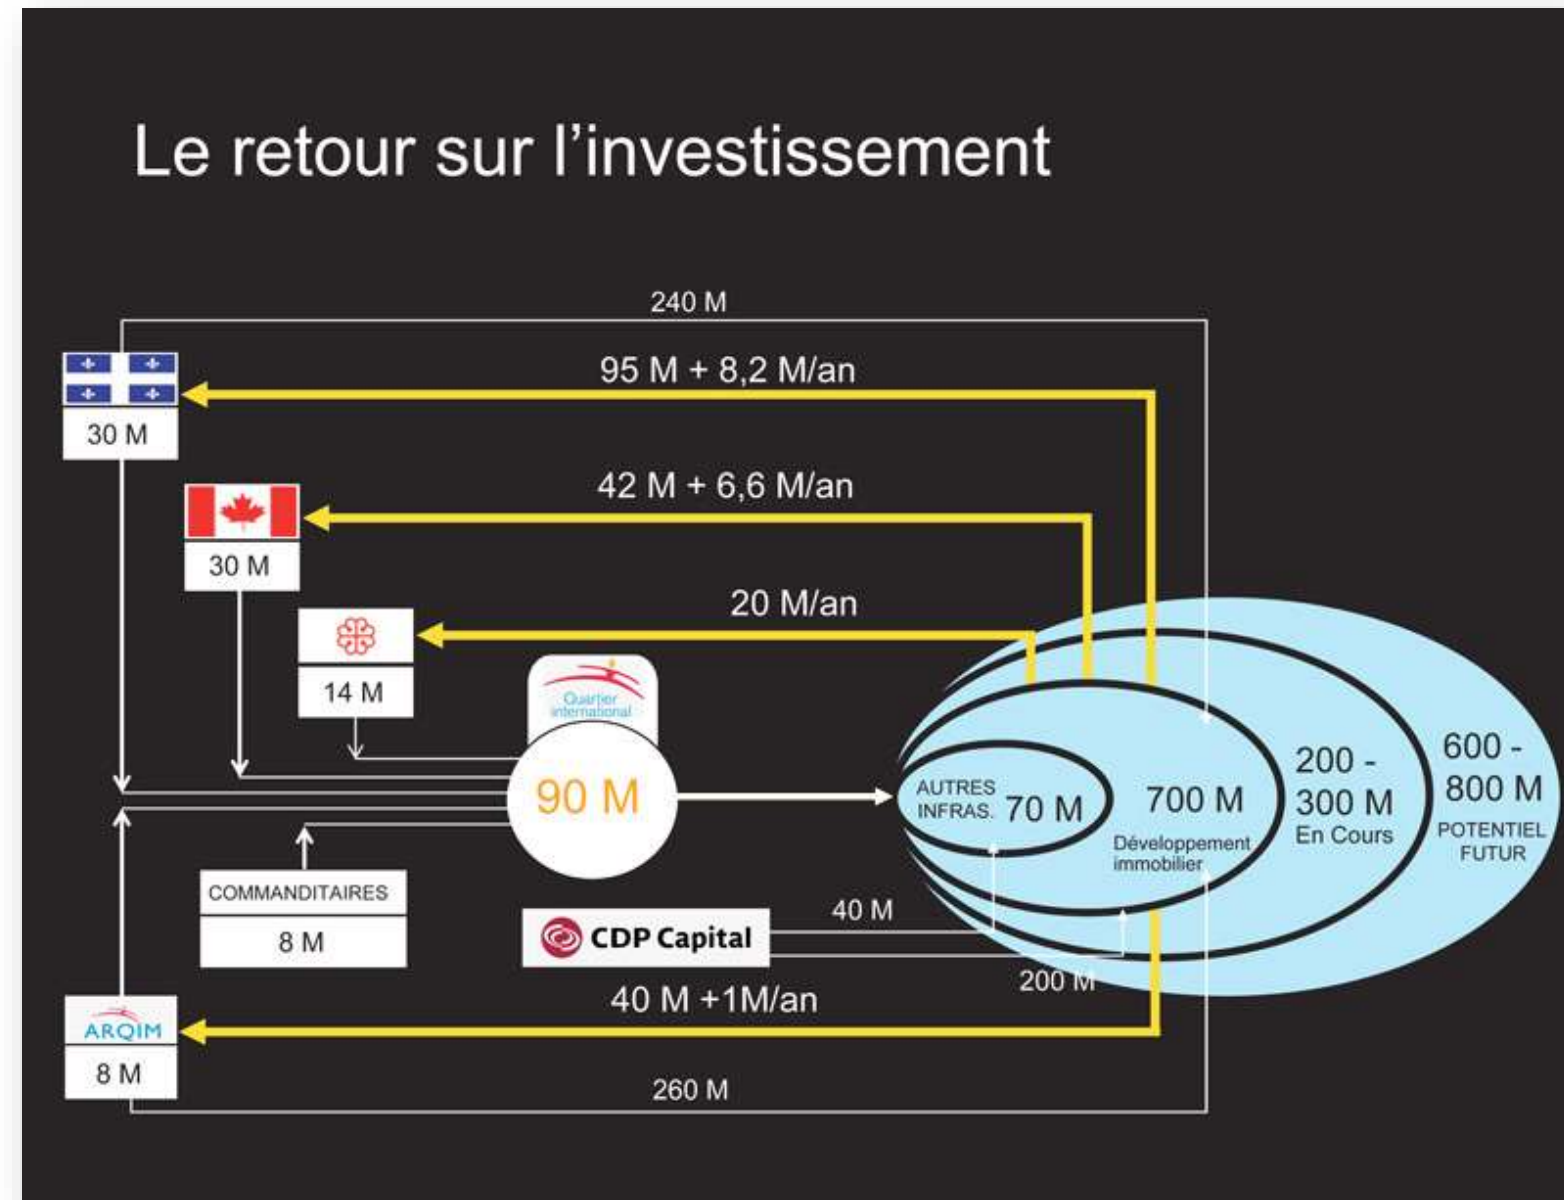 Le retour sur l’investissement
240 M
95 M + 8,2 M/an
30 M
42 M + 6,6 M/an
30 M
20 M/an
14 M
Quartier
international
90 M
AUTRES
INFRAS.
70 M
700 M
Développement
immobilier
200 -
300 M
En Cours
600 -
800 M
POTENTIEL
FUTUR
COMMANDITAIRES
8 M
CDP Capital
40 M
200 M
ARQIM
8 M
40 M +1M/an
260 M